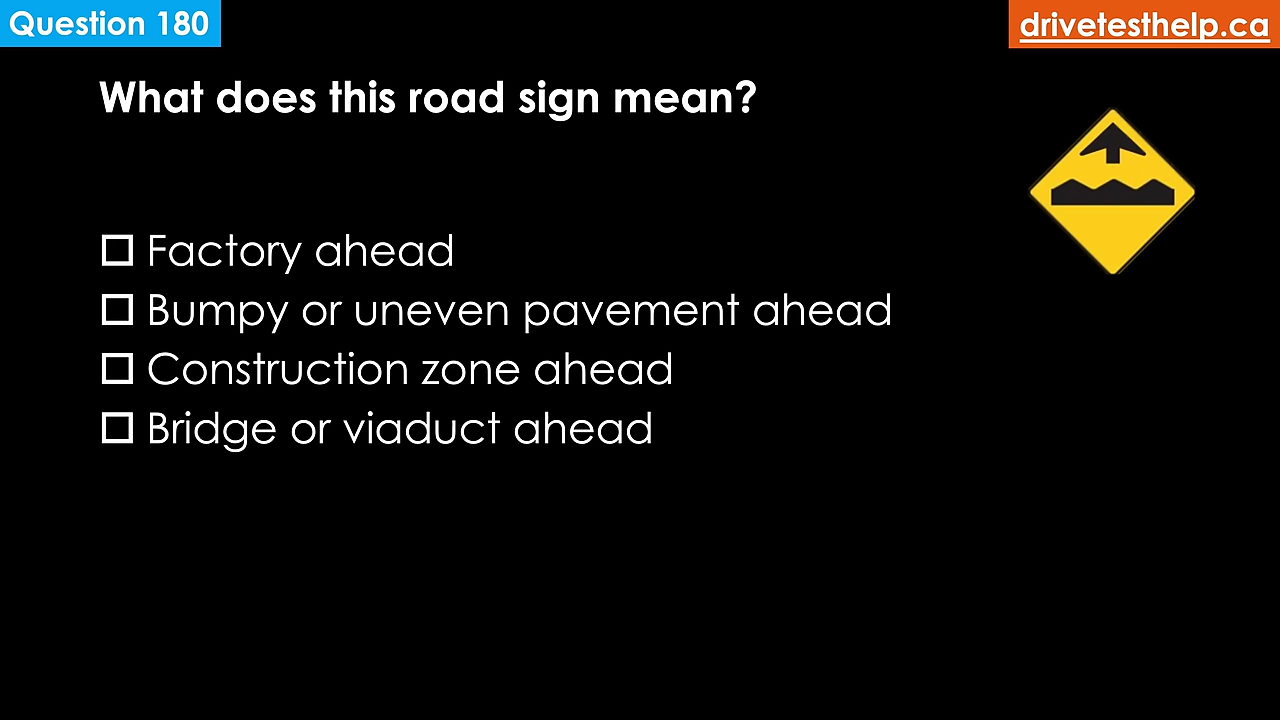 Question 180
drivetesthelp.ca
What does this road sign mean?
Factory ahead
Bumpy or uneven pavement ahead
Construction zone ahead
Bridge or viaduct ahead